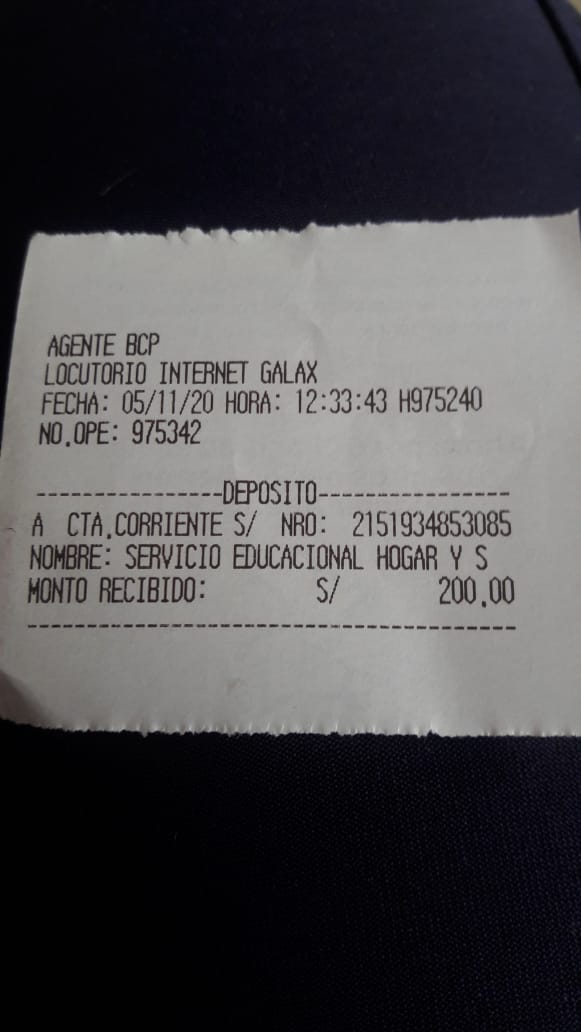 AGENTE BCP
LOCUTORIO INTERNET GALAX
FECHA: 05/11/20 HORA: 12:33:43 H975240
NO.OPE: 975342
-----------------DEPOSITO-----------------
A CTA.CORRIENTE S/ NRO: 2151934853085
NOMBRE: SERVICIO EDUCACIONAL HOGAR Y S
MONTO RECIBIDO: S/ 200.00
------------------------------------------